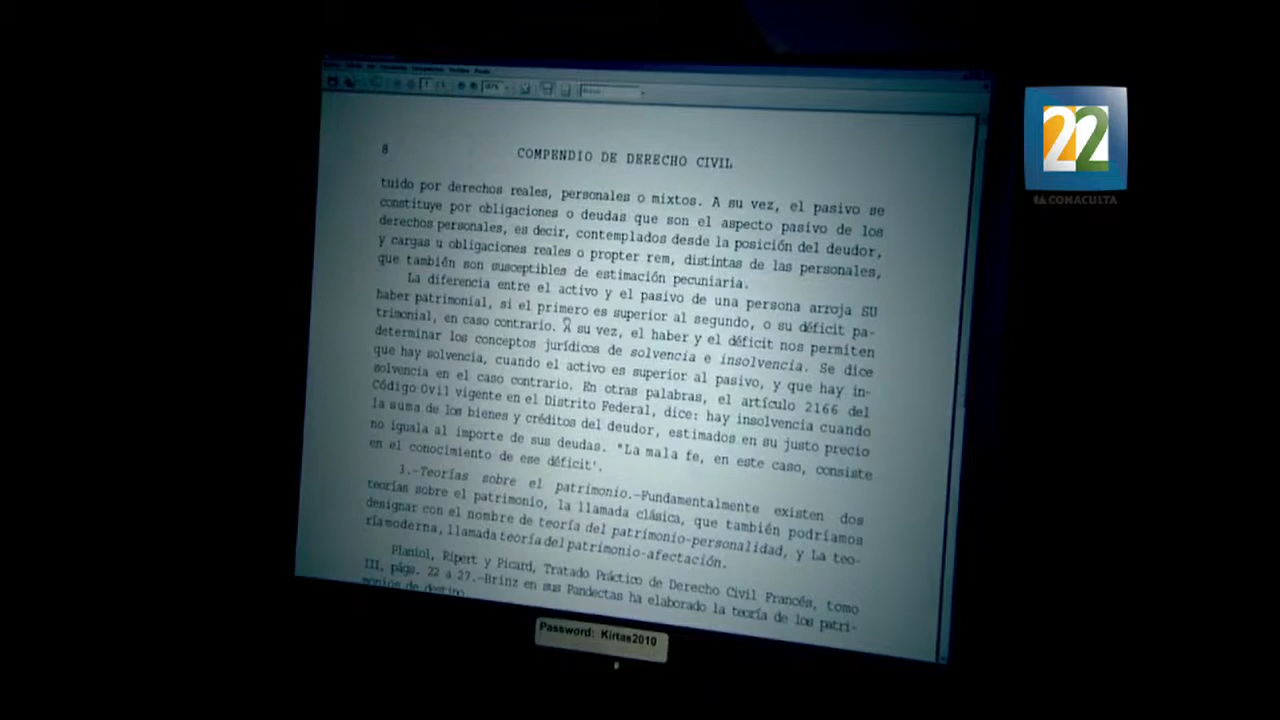 8
COMPENDIO DE DERECHO CIVIL
tuido por derechos reales, personales o mixtos. A su vez, el pasivo se
constituye por obligaciones o deudas que son el aspecto pasivo de los
derechos personales, es decir, contemplados desde la posición del deudor,
y cargas u obligaciones reales o propter rem, distintas de las personales,
que también son susceptibles de estimación pecuniaria.
La diferencia entre el activo y el pasivo de una persona arroja SU
haber patrimonial, si el primero es superior al segundo, o su déficit pa-
trimonial, en caso contrario. A su vez, el haber y el déficit nos permiten
determinar los conceptos jurídicos de solvencia e insolvencia. Se dice
que hay solvencia, cuando el activo es superior al pasivo, y que hay in-
solvencia en el caso contrario. En otras palabras, el artículo 2166 del
Código Ovil vigente en el Distrito Federal, dice: hay insolvencia cuando
la suma de los bienes y créditos del deudor, estimados en su justo precio
no iguala al importe de sus deudas. "La mala fe, en este caso, consiste
en el conocimiento de ese déficit'.
3.-Teorías sobre el patrimonio.-Fundamentalmente existen dos
teorías sobre el patrimonio, la llamada clásica, que también podríamos
designar con el nombre de teoría del patrimonio-personalidad, y La teo-
ría moderna, llamada teoría del patrimonio-afectación.
Planiol, Ripert y Picard, Tratado Práctico de Derecho Civil Francés, tomo
III, págs. 22 a 27.-Brinz en sus Pandectas ha elaborado la teoría de los patri-
monios de destino
Password: Kirtas2010
22
CONACULTA